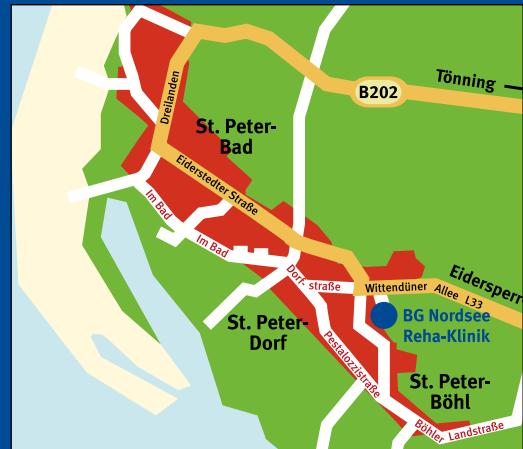 Tönning
B202
Dreilanden
St. Peter-
Bad
Eiderstedter Straße
Im Bad
Im Bad
Dorf- straße
Wittendüner Allee L33
Eidersperr
BG Nordsee
Reha-Klinik
St. Peter-
Dorf
Pestalozzistraße
St. Peter-
Böhl
Böhler Landstraße